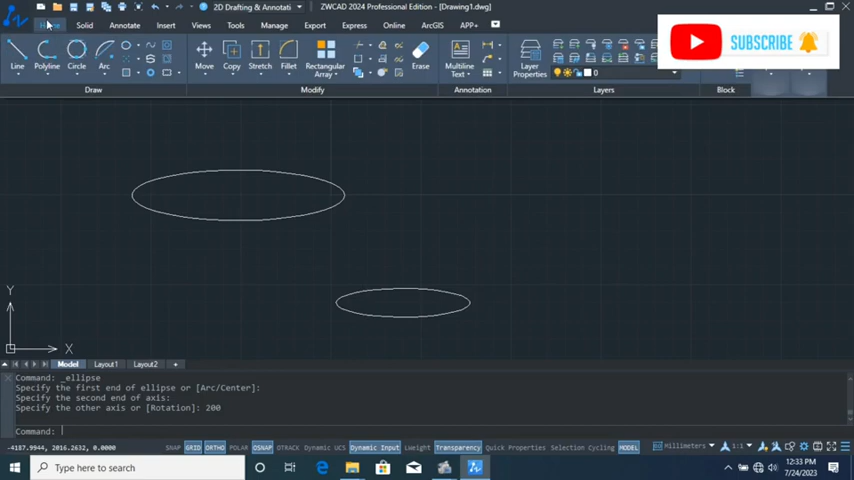 2D Drafting & Annotati
ZWCAD 2024 Professional Edition - [Drawing1.dwg]
Home Solid Annotate Insert Views Tools Manage Export Express Online ArcGIS APP+
SUBSCRIBE
Line Polyline Circle Arc Move Copy Stretch Fillet Rectangular Array Erase Multiline Text Layer Properties
0
Draw Modify Annotation Layers Block
Y
X
Model Layout1 Layout2 +
Command: _ellipse
Specify the first end of ellipse or [Arc/Center]:
Specify the second end of axis:
Specify the other axis or [Rotation]: 200
Command:
-4187.9944, 2016.2632, 0.0000 SNAP GRID ORTHO POLAR OSNAP OTRACK Dynamic UCS Dynamic Input Lweight Transparency Quick Properties Selection Cycling MODEL Millimeters 1:1
Type here to search
12:33 PM
7/24/2023